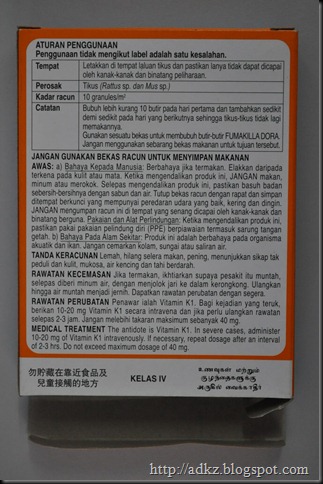 ATURAN PENGGUNAAN
Penggunaan tidak mengikut label adalah satu kesalahan.
Tempat Letakkan di tempat laluan tikus dan pastikan lanya tidak dapat dicapai
oleh kanak-kanak dan binatang peliharaan.
Perosak Tikus (Rattus sp. dan Mus sp.)
Kadar racun 10 granules/m²
Catatan Bubuh lebih kurang 10 butir pada hari pertama dan tambahkan sedikit
demi sedikit pada hari yang berikutnya sehingga tikus-tikus tidak lagi
memakannya.
Gunakan sesuatu bekas untuk membubuh butir-butir FUMAKILLA DORA.
Jangan menggunakan sebarang bekas makanan untuk tujuan tersebut.
JANGAN GUNAKAN BEKAS RACUN UNTUK MENYIMPAN MAKANAN
AWAS: a) Bahaya Kepada Manusia: Berbahaya jika termakan. Elakkan daripada
terkena pada kulit atau mata. Ketika mengendalikan produk ini, JANGAN makan,
minum atau merokok. Selepas mengendalikan produk ini, pastikan basuh badan
sebersih-bersihnya dengan sabun dan air. Tutup bekas racun dengan rapat dan simpan
ditempat berkunci yang mempunyai peredaran udara yang baik, kering dan dingin.
JANGAN mengumpan racun ini di tempat yang senang dicapai oleh kanak-kanak dan
binatang berguna. Pakaian dan Alat Perlindungan: Ketika mengendalikan produk ini,
pastikan pakai pakaian pelindung diri (PPE) berpiawaian termasuk sarung tangan
getah. b) Bahaya Pada Alam Sekitar: Produk ini adalah berbahaya pada organisma
akuatik dan ikan. Jangan cemarkan kolam, sungai atau saliran air.
TANDA KERACUNAN Lemah, hilang selera makan, pening, menunjukkan sikap tak
peduli dan kulit, mukosa, air kencing dan tahi berdarah.
RAWATAN KECEMASAN Jika termakan, ikhtiarkan supaya pesakit itu muntah,
selepas diberi minum air, dengan menjolok jari ke dalam kerongkong. Ulangkan
hingga air muntah menjadi jernih. Dapatkan rawatan perubatan dengan segera.
RAWATAN PERUBATAN Penawar ialah Vitamin K1. Bagi kejadian yang teruk,
berikan 10-20 mg Vitamin K1 secara intravena dan jika perlu ulangkan rawatan
selepas 2-3 jam. Jangan melebihi takaran maksimum sebanyak 40 mg.
MEDICAL TREATMENT The antidote is Vitamin K1. In severe cases, administer
10-20 mg of Vitamin K1 intravenously. If necessary, repeat dosage after an interval
of 2-3 hrs. Do not exceed maximum dosage of 40 mg.
勿貯藏在靠近食品及
兒童接觸的地方
KELAS IV
உணவுகள் மற்றும்
குழந்தைகளுக்கு
அருகில் வைக்காதீர்
http://adkz.blogspot.com